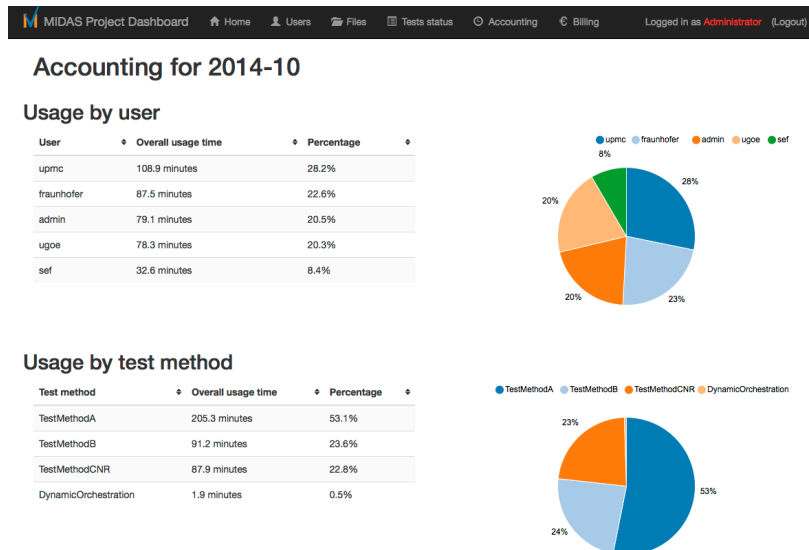 MIDAS Project Dashboard Home Users Files Tests status Accounting € Billing Logged in as Administrator (Logout)
Accounting for 2014-10
Usage by user
User Overall usage time Percentage
upmc 108.9 minutes 28.2%
fraunhofer 87.5 minutes 22.6%
admin 79.1 minutes 20.5%
ugoe 78.3 minutes 20.3%
sef 32.6 minutes 8.4%
upmc fraunhofer admin ugoe sef
8%
28%
20%
20%
23%
Usage by test method
Test method Overall usage time Percentage
TestMethodA 205.3 minutes 53.1%
TestMethodB 91.2 minutes 23.6%
TestMethodCNR 87.9 minutes 22.8%
DynamicOrchestration 1.9 minutes 0.5%
TestMethodA TestMethodB TestMethodCNR DynamicOrchestration
23%
53%
24%